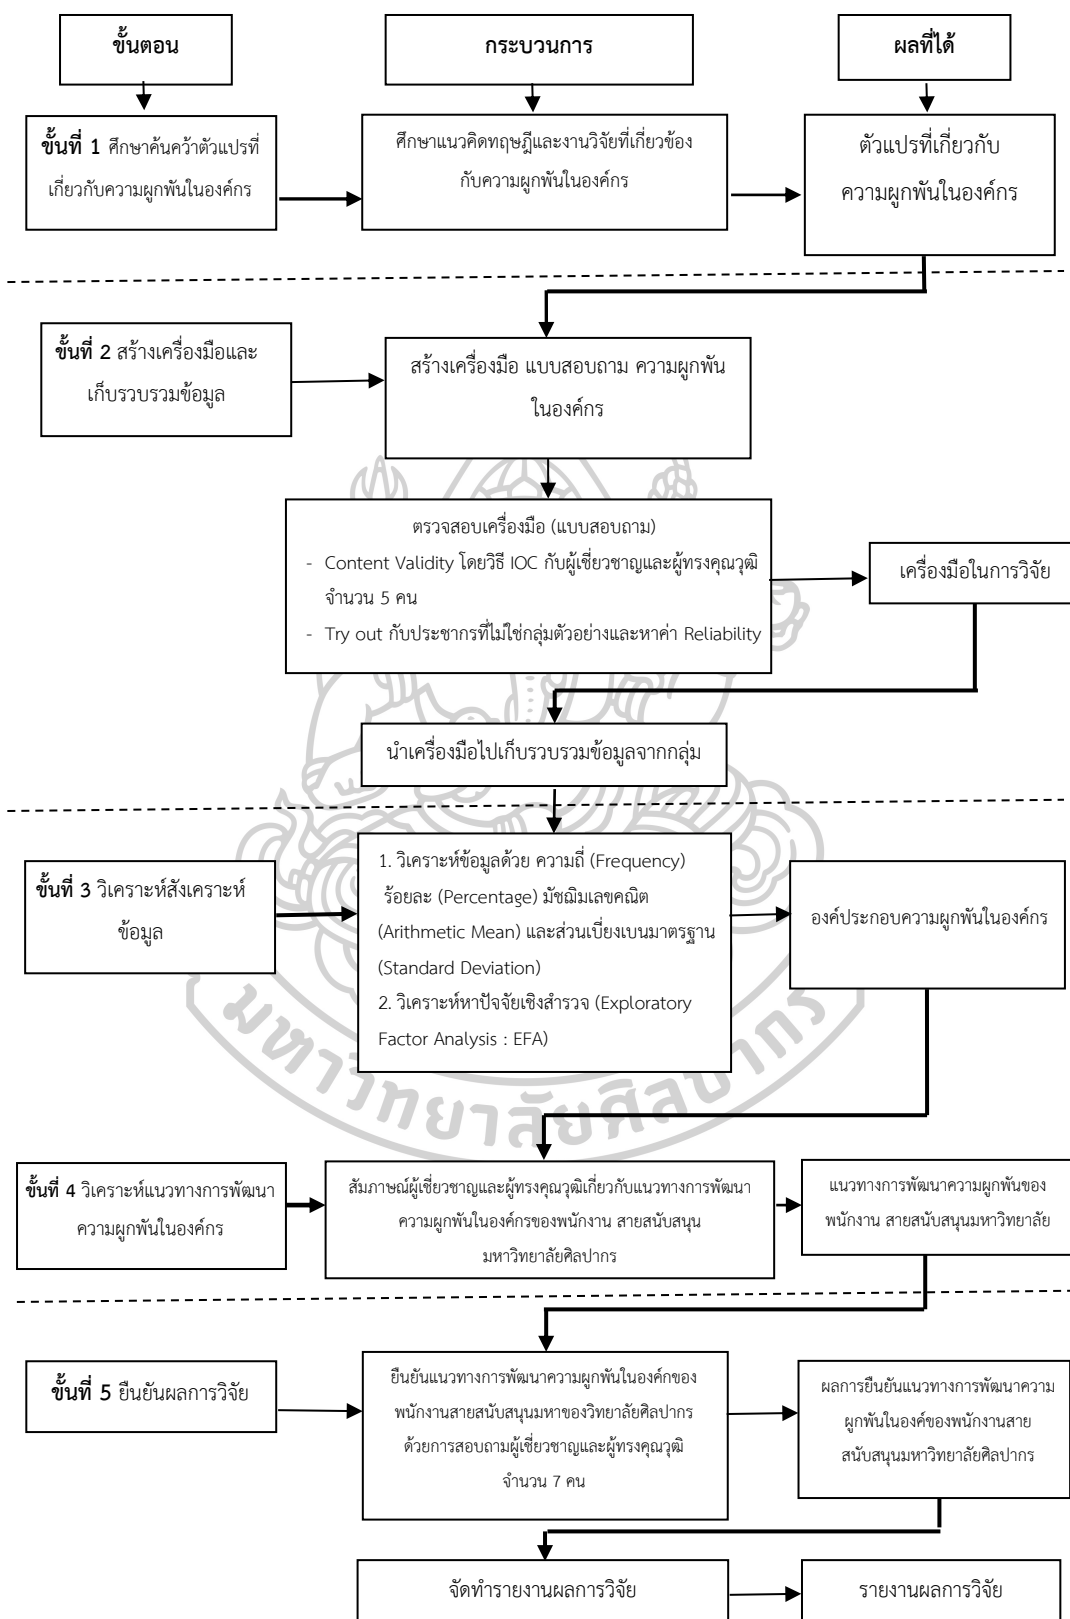 ขั้นตอน
กระบวนการ
ผลที่ได้
ขั้นที่ 1 ศึกษาค้นคว้าตัวแปรที่
เกี่ยวกับความผูกพันในองค์กร
ศึกษาแนวคิดทฤษฎีและงานวิจัยที่เกี่ยวข้อง
กับความผูกพันในองค์กร
ตัวแปรที่เกี่ยวกับ
ความผูกพันในองค์กร
ขั้นที่ 2 สร้างเครื่องมือและ
เก็บรวบรวมข้อมูล
สร้างเครื่องมือ แบบสอบถาม ความผูกพัน
ในองค์กร
ตรวจสอบเครื่องมือ (แบบสอบถาม)
- Content Validity โดยวิธี IOC กับผู้เชี่ยวชาญและผู้ทรงคุณวุฒิ
จำนวน 5 คน
- Try out กับประชากรที่ไม่ใช่กลุ่มตัวอย่างและหาค่า Reliability
เครื่องมือในการวิจัย
นำเครื่องมือไปเก็บรวบรวมข้อมูลจากกลุ่ม
ขั้นที่ 3 วิเคราะห์สังเคราะห์
ข้อมูล
1. วิเคราะห์ข้อมูลด้วย ความถี่ (Frequency)
ร้อยละ (Percentage) มัชฌิมเลขคณิต
(Arithmetic Mean) และส่วนเบี่ยงเบนมาตรฐาน
(Standard Deviation)
2. วิเคราะห์หาปัจจัยเชิงสำรวจ (Exploratory
Factor Analysis : EFA)
องค์ประกอบความผูกพันในองค์กร
มหาวิทยาลัยศิลปากร
ขั้นที่ 4 วิเคราะห์แนวทางการพัฒนา
ความผูกพันในองค์กร
สัมภาษณ์ผู้เชี่ยวชาญและผู้ทรงคุณวุฒิเกี่ยวกับแนวทางการพัฒนา
ความผูกพันในองค์กรของพนักงาน สายสนับสนุน
มหาวิทยาลัยศิลปากร
แนวทางการพัฒนาความผูกพันของ
พนักงาน สายสนับสนุนมหาวิทยาลัย
ขั้นที่ 5 ยืนยันผลการวิจัย
ยืนยันแนวทางการพัฒนาความผูกพันในองค์กของ
พนักงานสายสนับสนุนมหาของวิทยาลัยศิลปากร
ด้วยการสอบถามผู้เชี่ยวชาญและผู้ทรงคุณวุฒิ
จำนวน 7 คน
ผลการยืนยันแนวทางการพัฒนาความ
ผูกพันในองค์ของพนักงานสาย
สนับสนุนมหาวิทยาลัยศิลปากร
จัดทำรายงานผลการวิจัย
รายงานผลการวิจัย